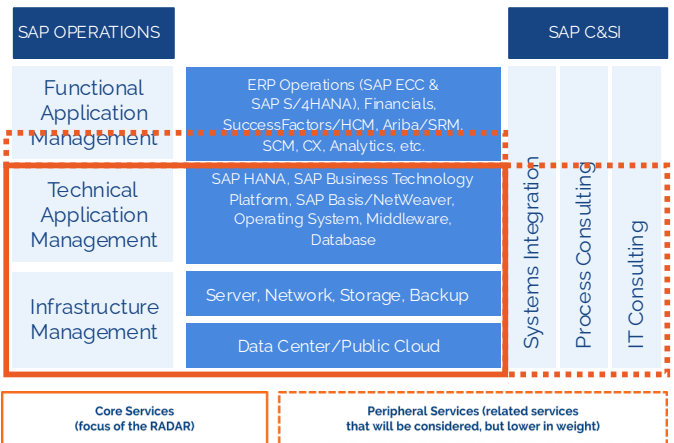 SAP OPERATIONS
SAP C&SI
Functional
Application
Management
ERP Operations (SAP ECC &
SAP S/4HANA), Financials,
SuccessFactors/HCM, Ariba/SRM,
SCM, CX, Analytics, etc.
Technical
Application
Management
SAP HANA, SAP Business Technology
Platform, SAP Basis/NetWeaver,
Operating System, Middleware,
Database
Infrastructure
Management
Server, Network, Storage, Backup
Data Center/Public Cloud
Systems Integration
Process Consulting
IT Consulting
Core Services
(focus of the RADAR)
Peripheral Services (related services
that will be considered, but lower in weight)